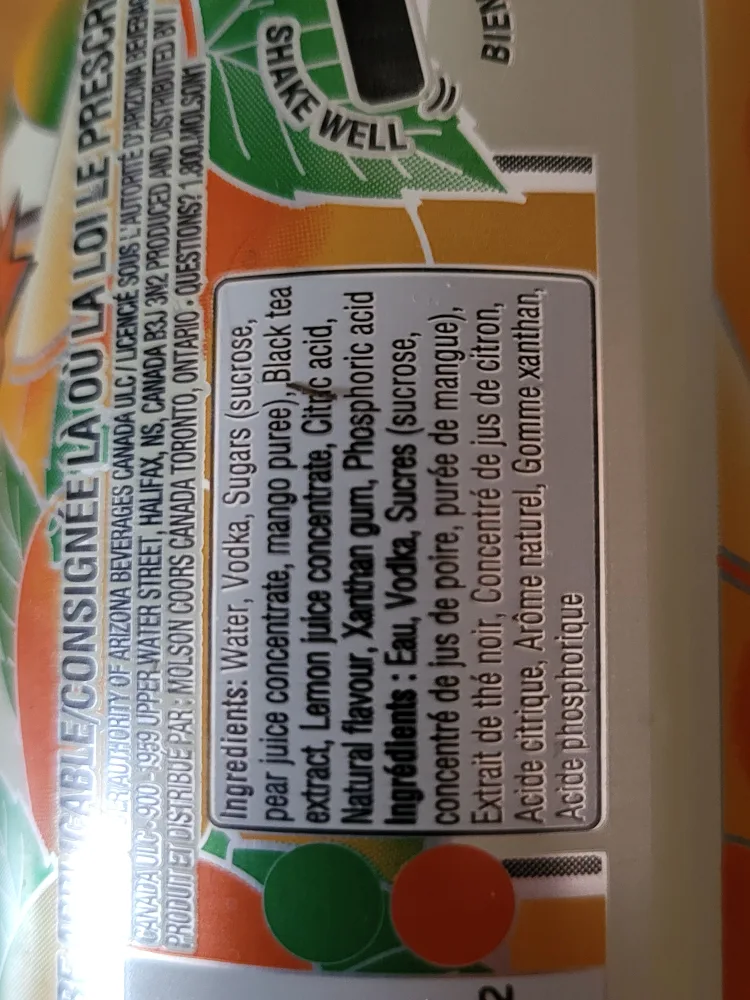 CABLE/CONSIGNÉE LÀ OÙ LA LOI LE PRESCRI
AUTHORITY OF ARIZONA BEVERAGES CANADA ULC / LICENCIÉ SOUS L'AUTORITÉ D'ARIZONA BEVERAG
CANADA ULC - 900 - 1959 UPPER WATER STREET, HALIFAX, NS, CANADA B3J 3N2 PRODUCED AND DISTRIBUTED BY /
PRODUIT ET DISTRIBUÉ PAR : MOLSON COORS CANADA TORONTO, ONTARIO · QUESTIONS? 1.800.MOLSON1
SHAKE WELL
BIEN
Ingredients: Water, Vodka, Sugars (sucrose,
pear juice concentrate, mango puree), Black tea
extract, Lemon juice concentrate, Citric acid,
Natural flavour, Xanthan gum, Phosphoric acid
Ingrédients : Eau, Vodka, Sucres (sucrose,
concentré de jus de poire, purée de mangue),
Extrait de thé noir, Concentré de jus de citron,
Acide citrique, Arôme naturel, Gomme xanthan,
Acide phosphorique
2